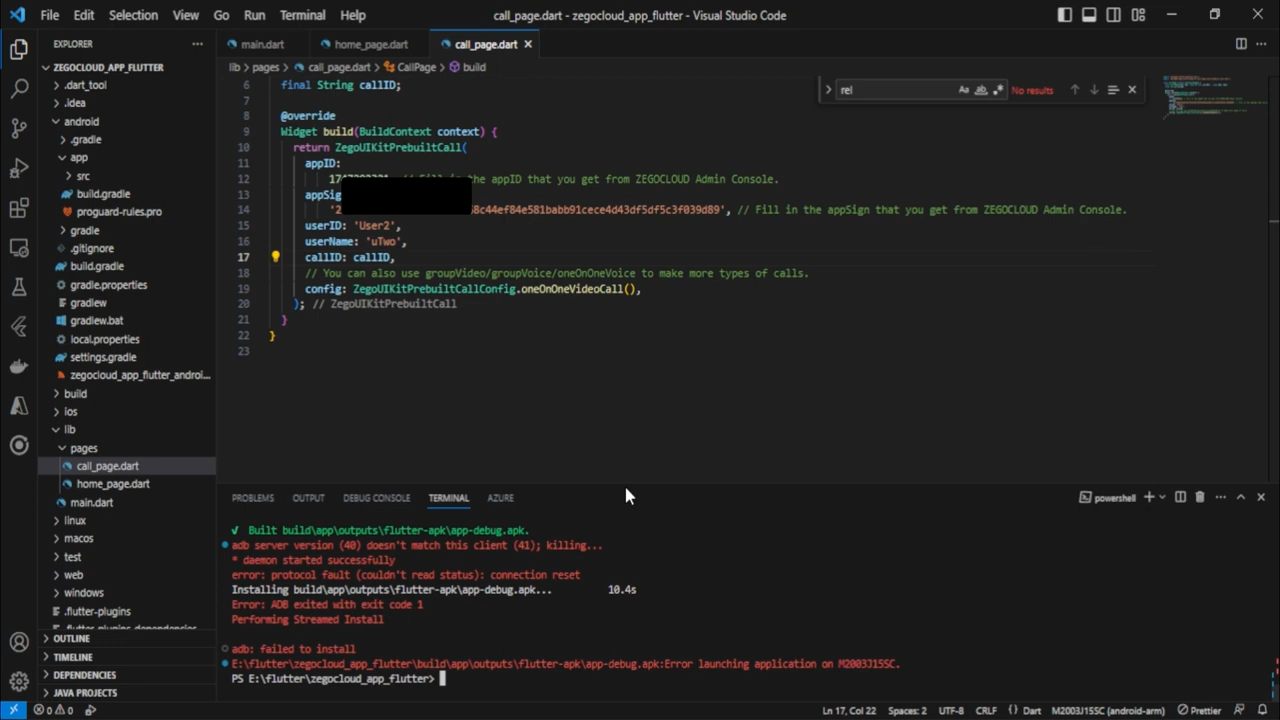 File Edit Selection View Go Run Terminal Help
call_page.dart - zegocloud_app_flutter - Visual Studio Code
EXPLORER
ZEGOCLOUD_APP_FLUTTER
.dart_tool
.idea
android
.gradle
app
src
build.gradle
proguard-rules.pro
gradle
.gitignore
build.gradle
gradle.properties
gradlew
gradlew.bat
local.properties
settings.gradle
zegocloud_app_flutter_androi...
build
ios
lib
pages
call_page.dart
home_page.dart
main.dart
linux
macos
test
web
windows
.flutter-plugins
.flutter-plugins-dependencies
OUTLINE
TIMELINE
DEPENDENCIES
JAVA PROJECTS
main.dart home_page.dart call_page.dart
lib > pages > call_page.dart > CallPage > build
rel Aa ab No results
6 final String callID;
7
8 @override
9 Widget build(BuildContext context) {
10 return ZegoUIKitPrebuiltCall(
11 appID:
12 // Fill in the appID that you get from ZEGOCLOUD Admin Console.
13 appSig
14 '2 8c44ef84e581babb91cece4d43df5df5c3f039d89', // Fill in the appSign that you get from ZEGOCLOUD Admin Console.
15 userID: 'User2',
16 userName: 'uTwo',
17 callID: callID,
18 // You can also use groupVideo/groupVoice/oneOnOneVoice to make more types of calls.
19 config: ZegoUIKitPrebuiltCallConfig.oneOnOneVideoCall(),
20 ); // ZegoUIKitPrebuiltCall
21 }
22 }
23
PROBLEMS OUTPUT DEBUG CONSOLE TERMINAL AZURE
powershell
√ Built build\app\outputs\flutter-apk\app-debug.apk.
adb server version (40) doesn't match this client (41); killing...
* daemon started successfully
error: protocol fault (couldn't read status): connection reset
Installing build\app\outputs\flutter-apk\app-debug.apk... 10.4s
Error: ADB exited with exit code 1
Performing Streamed Install
adb: failed to install
E:\flutter\zegocloud_app_flutter\build\app\outputs\flutter-apk\app-debug.apk:Error launching application on M2003J15SC.
PS E:\flutter\zegocloud_app_flutter>
0 0 Ln 17, Col 22 Spaces: 2 UTF-8 CRLF {} Dart M2003J15SC (android-arm) Prettier